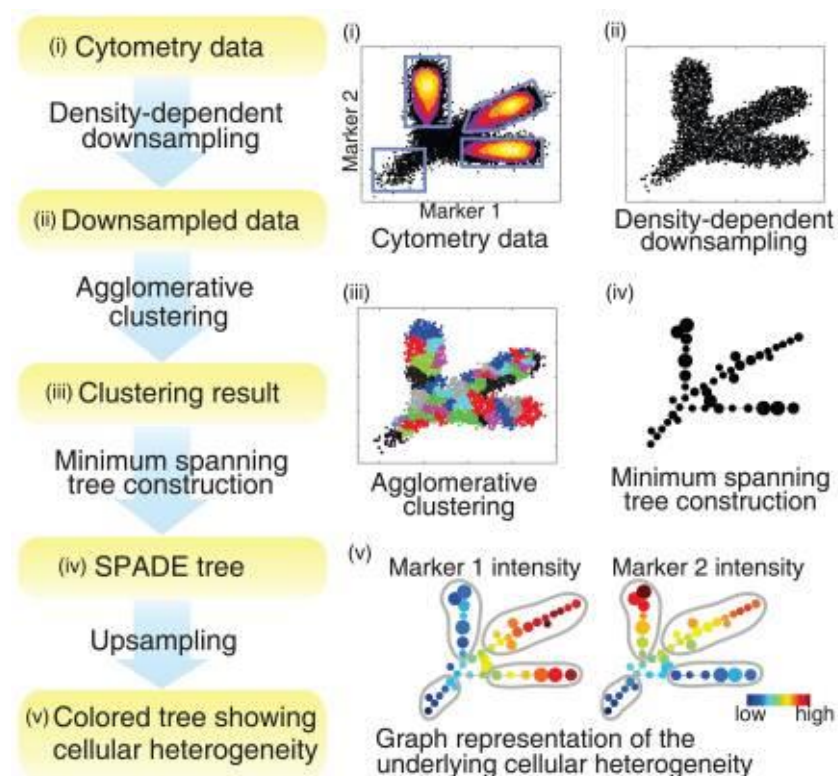 (i) Cytometry data
Density-dependent
downsampling
(ii) Downsampled data
Agglomerative
clustering
(iii) Clustering result
Minimum spanning
tree construction
(iv) SPADE tree
Upsampling
(v) Colored tree showing
cellular heterogeneity
(i)
Marker 2
Marker 1
Cytometry data
(ii)
Density-dependent
downsampling
(iii)
Agglomerative
clustering
(iv)
Minimum spanning
tree construction
(v)
Marker 1 intensity
Marker 2 intensity
low high
Graph representation of the
underlying cellular heterogeneity